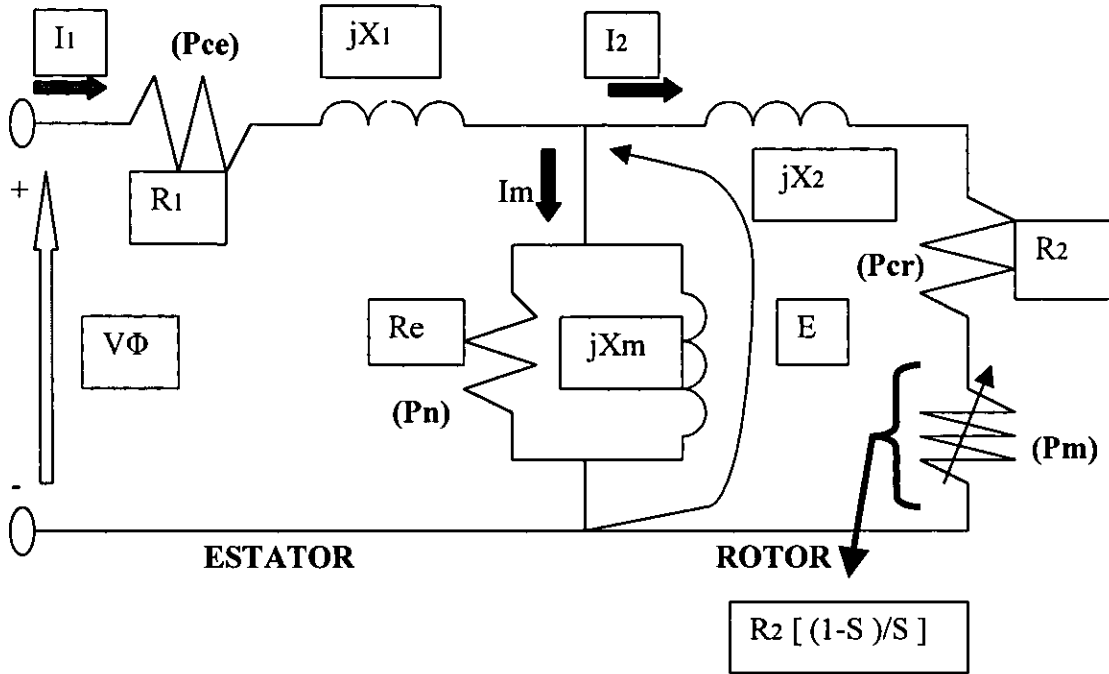 I1
(Pce)
jX1
I2
+
R1
Im
jX2
(Pcr)
R2
VΦ
Re
jXm
E
(Pn)
(Pm)
-
ESTATOR
ROTOR
R2 [ (1-S )/S ]